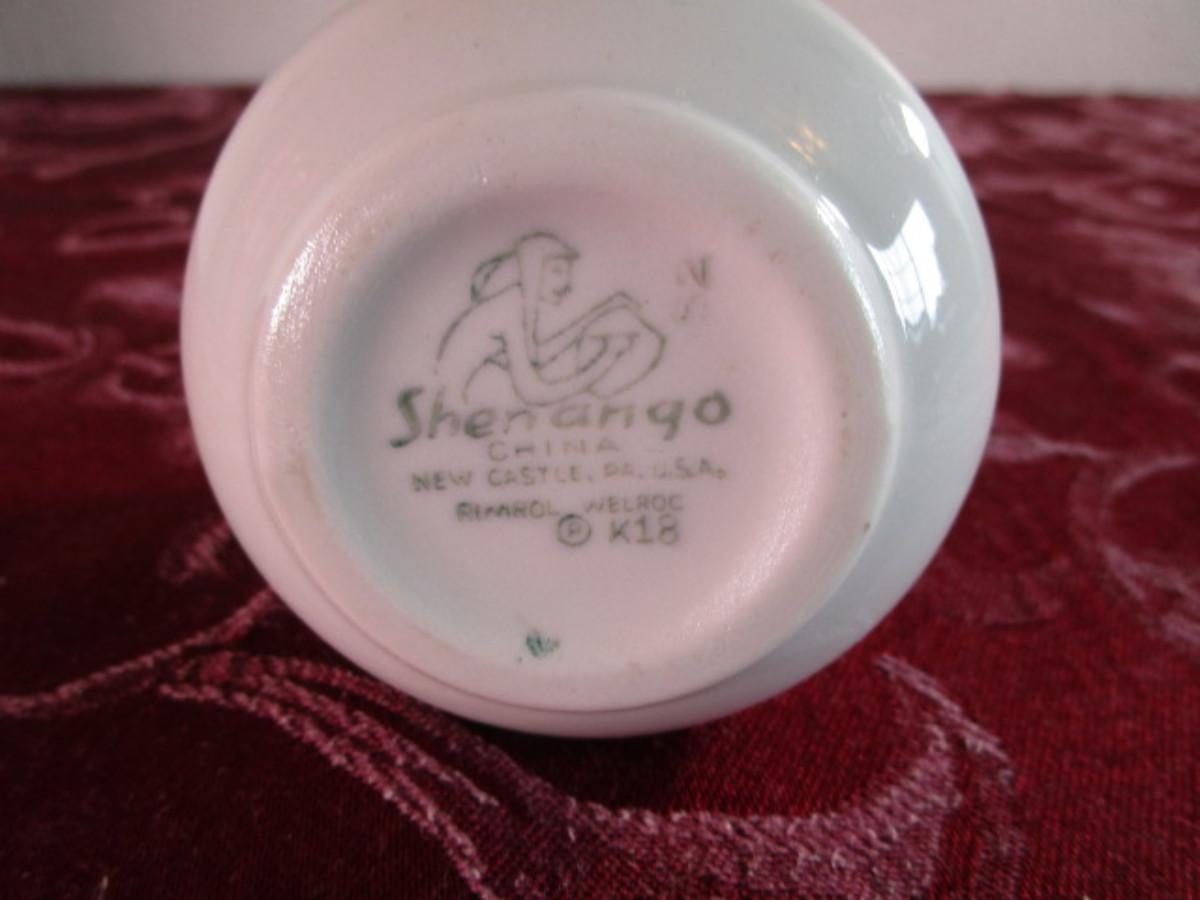 Shenango
CHINA
NEW CASTLE, PA. U.S.A.
RIMROL WELROC
Ⓡ K18